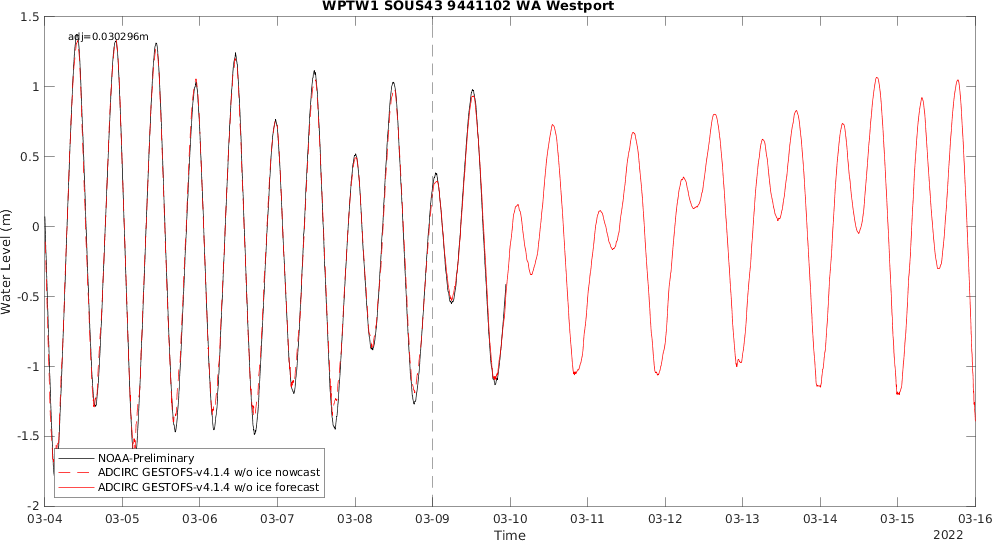 WPTW1 SOUS43 9441102 WA Westport
adj=0.030296m
1.5
1
0.5
0
-0.5
-1
-1.5
-2
Water Level (m)
NOAA-Preliminary
ADCIRC GESTOFS-v4.1.4 w/o ice nowcast
ADCIRC GESTOFS-v4.1.4 w/o ice forecast
03-04 03-05 03-06 03-07 03-08 03-09 03-10 03-11 03-12 03-13 03-14 03-15 03-16
Time
2022